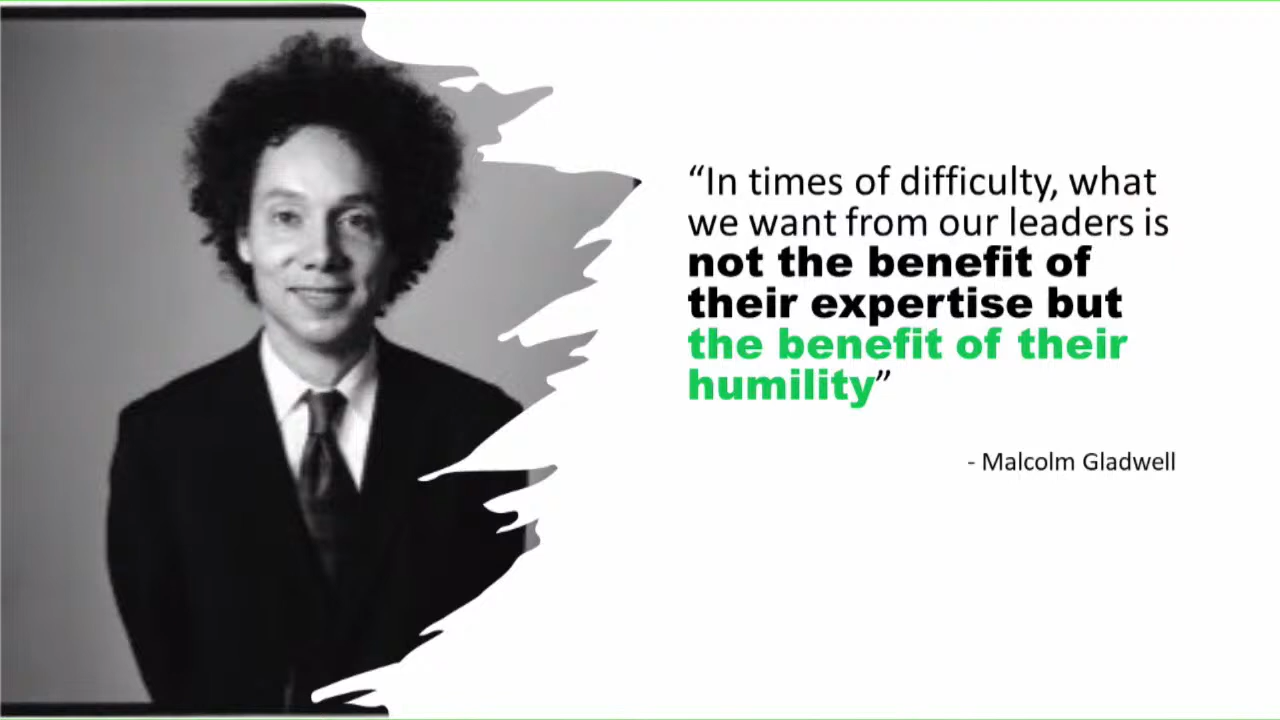 “In times of difficulty, what
we want from our leaders is
not the benefit of
their expertise but
the benefit of their
humility”
- Malcolm Gladwell